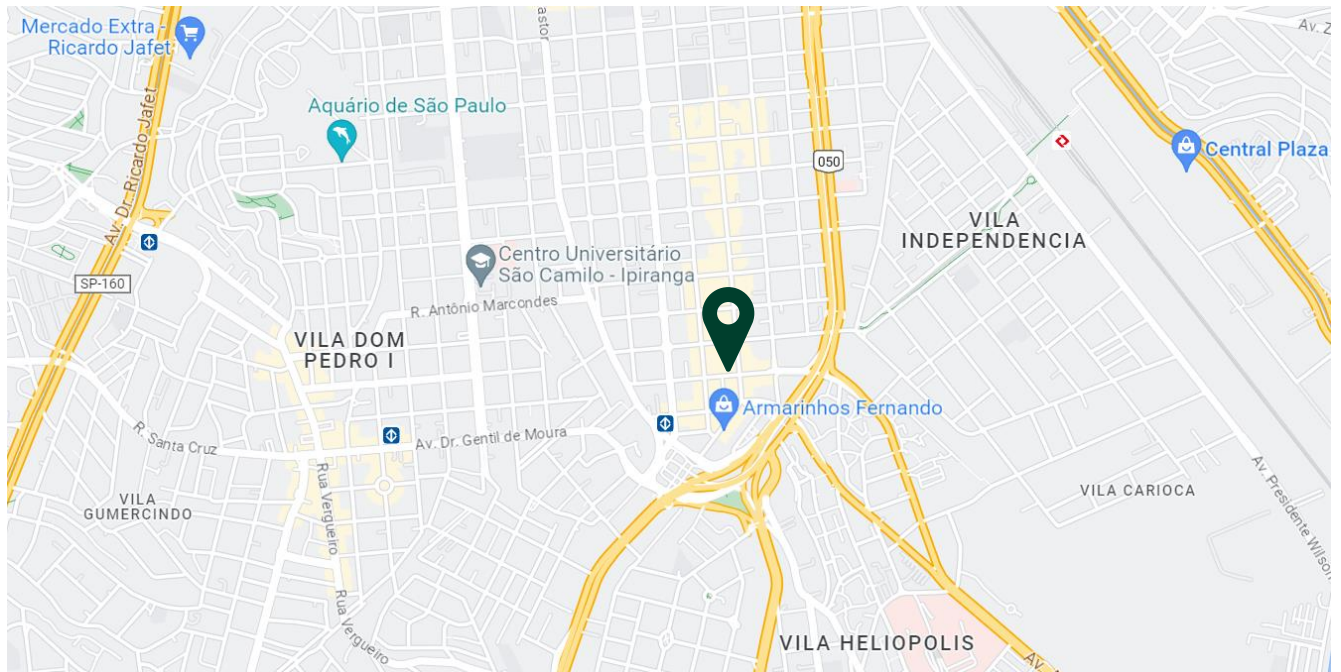 Mercado Extra -
Ricardo Jafet
astor
Av. Z
Aquário de São Paulo
Av. Dr. Ricardo Jafet
050
Central Plaza
VILA
INDEPENDENCIA
Centro Universitário
São Camilo - Ipiranga
SP-160
R. Antônio Marcondes
VILA DOM
PEDRO I
Armarinhos Fernando
R. Santa Cruz
Av. Dr. Gentil de Moura
Rua Vergueiro
VILA
GUMERCINDO
VILA CARIOCA
Av. Presidente Wilson
Rua Vergueiro
VILA HELIOPOLIS
Av. A